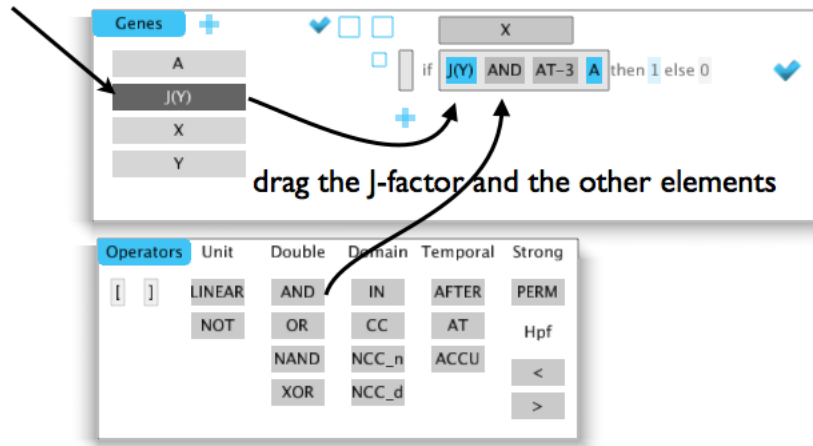 Genes
X
A
if J(Y) AND AT-3 A then 1 else 0
J(Y)
X
Y
drag the J-factor and the other elements
Operators Unit Double Domain Temporal Strong
[ ] LINEAR AND IN AFTER PERM
NOT OR CC AT Hpf
NAND NCC_n ACCU <
XOR NCC_d >